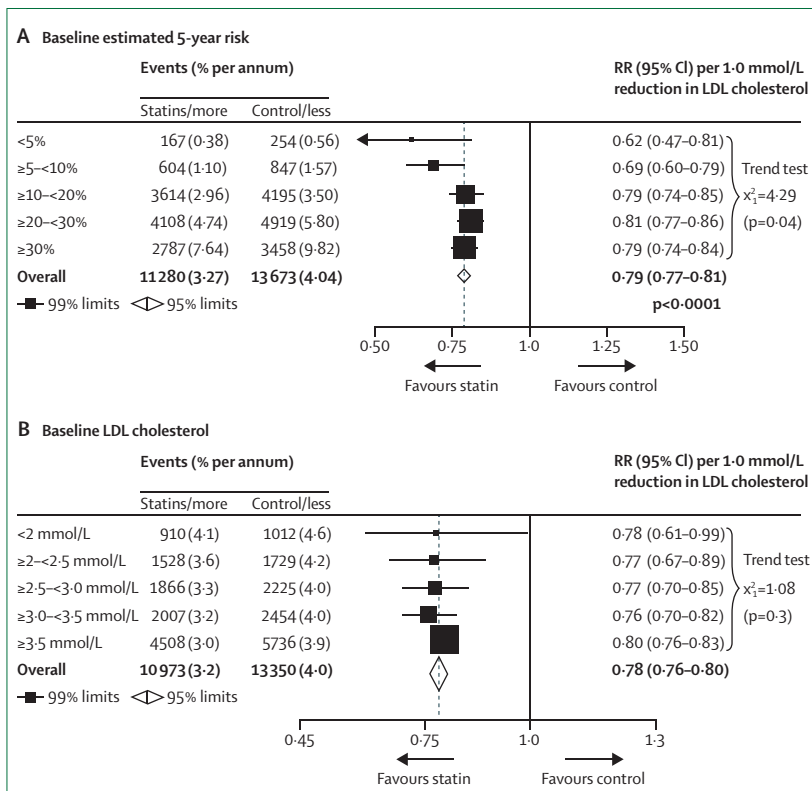 A Baseline estimated 5-year risk
Events (% per annum) RR (95% CI) per 1·0 mmol/L
reduction in LDL cholesterol
Statins/more Control/less
<5% 167 (0·38) 254 (0·56) 0·62 (0·47–0·81)
≥5–<10% 604 (1·10) 847 (1·57) 0·69 (0·60–0·79) Trend test
≥10–<20% 3614 (2·96) 4195 (3·50) 0·79 (0·74–0·85) x²₁=4·29
≥20–<30% 4108 (4·74) 4919 (5·80) 0·81 (0·77–0·86) (p=0·04)
≥30% 2787 (7·64) 3458 (9·82) 0·79 (0·74–0·84)
Overall 11280 (3·27) 13673 (4·04) 0·79 (0·77–0·81)
99% limits 95% limits p<0·0001
0·50 0·75 1·0 1·25 1·50
Favours statin Favours control
B Baseline LDL cholesterol
Events (% per annum) RR (95% CI) per 1·0 mmol/L
reduction in LDL cholesterol
Statins/more Control/less
<2 mmol/L 910 (4·1) 1012 (4·6) 0·78 (0·61–0·99)
≥2–<2·5 mmol/L 1528 (3·6) 1729 (4·2) 0·77 (0·67–0·89) Trend test
≥2·5–<3·0 mmol/L 1866 (3·3) 2225 (4·0) 0·77 (0·70–0·85) x²₁=1·08
≥3·0–<3·5 mmol/L 2007 (3·2) 2454 (4·0) 0·76 (0·70–0·82) (p=0·3)
≥3·5 mmol/L 4508 (3·0) 5736 (3·9) 0·80 (0·76–0·83)
Overall 10973 (3·2) 13350 (4·0) 0·78 (0·76–0·80)
99% limits 95% limits
0·45 0·75 1·0 1·3
Favours statin Favours control